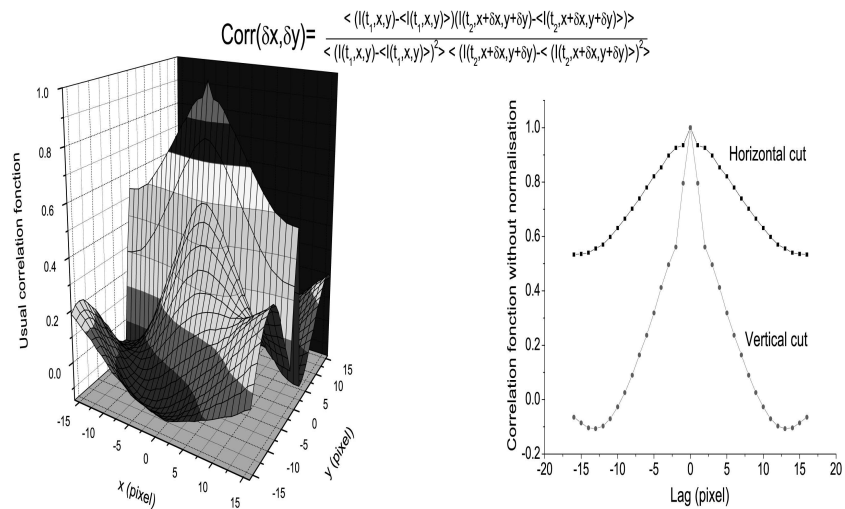 Corr(δx,δy)= < (I(t1,x,y)-<I(t1,x,y)>)(I(t2,x+δx,y+δy)-<I(t2,x+δx,y+δy)>)>
< (I(t1,x,y)-<I(t1,x,y)>)²> < (I(t2,x+δx,y+δy)-< (I(t2,x+δx,y+δy)>)²>
Usual correlation fonction
1.0
0.8
0.6
0.4
0.2
0.0
-15
-10
-5
0
5
10
15
x (pixel)
-15
-10
-5
0
5
10
15
y (pixel)
Correlation fonction without normalisation
1.0
0.8
0.6
0.4
0.2
0.0
-0.2
Horizontal cut
Vertical cut
-20 -15 -10 -5 0 5 10 15 20
Lag (pixel)